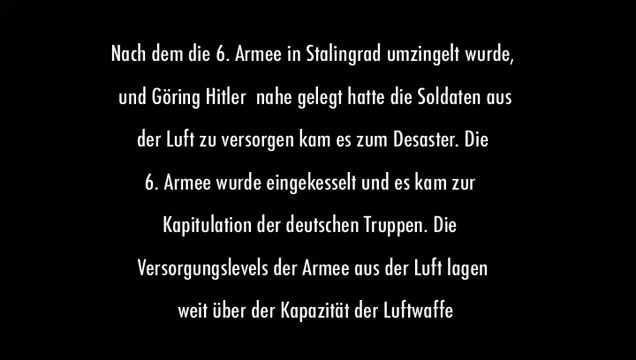 Nach dem die 6. Armee in Stalingrad umzingelt wurde,
und Göring Hitler nahe gelegt hatte die Soldaten aus
der Luft zu versorgen kam es zum Desaster. Die
6. Armee wurde eingekesselt und es kam zur
Kapitulation der deutschen Truppen. Die
Versorgungslevels der Armee aus der Luft lagen
weit über der Kapazität der Luftwaffe